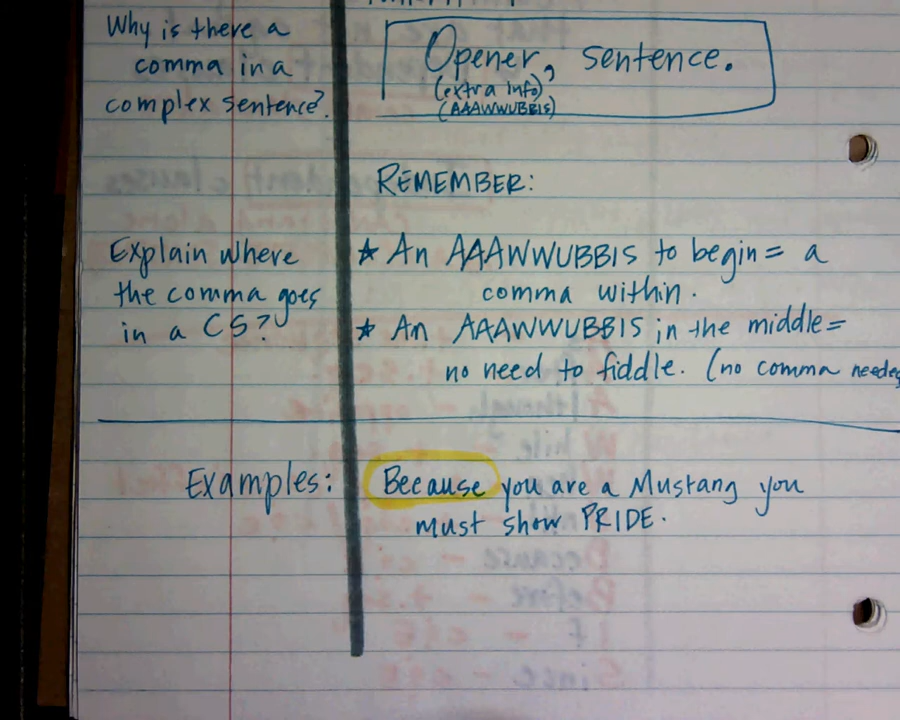 Why is there a
comma in a
complex sentence?
Opener, sentence.
(extra info)
(AAAWWUBBIS)
REMEMBER:
Explain where
the comma goes
in a CS?
★ An AAAWWUBBIS to begin = a
comma within.
★ An AAAWWUBBIS in the middle =
no need to fiddle. (no comma needed
Examples:
Because you are a Mustang you
must show PRIDE.